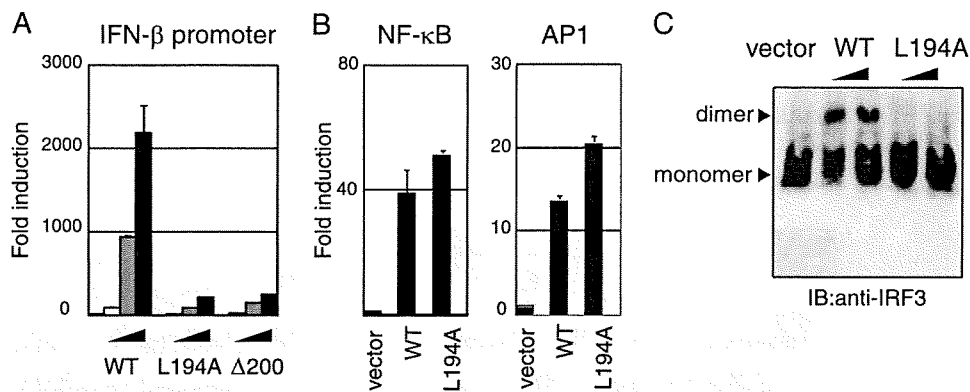 A
IFN-β promoter
3000
2000
1000
0
Fold induction
WT L194A Δ200
B
NF-κB
80
40
0
Fold induction
vector
WT
L194A
AP1
30
20
10
0
vector
WT
L194A
C
vector WT L194A
dimer
monomer
IB:anti-IRF3